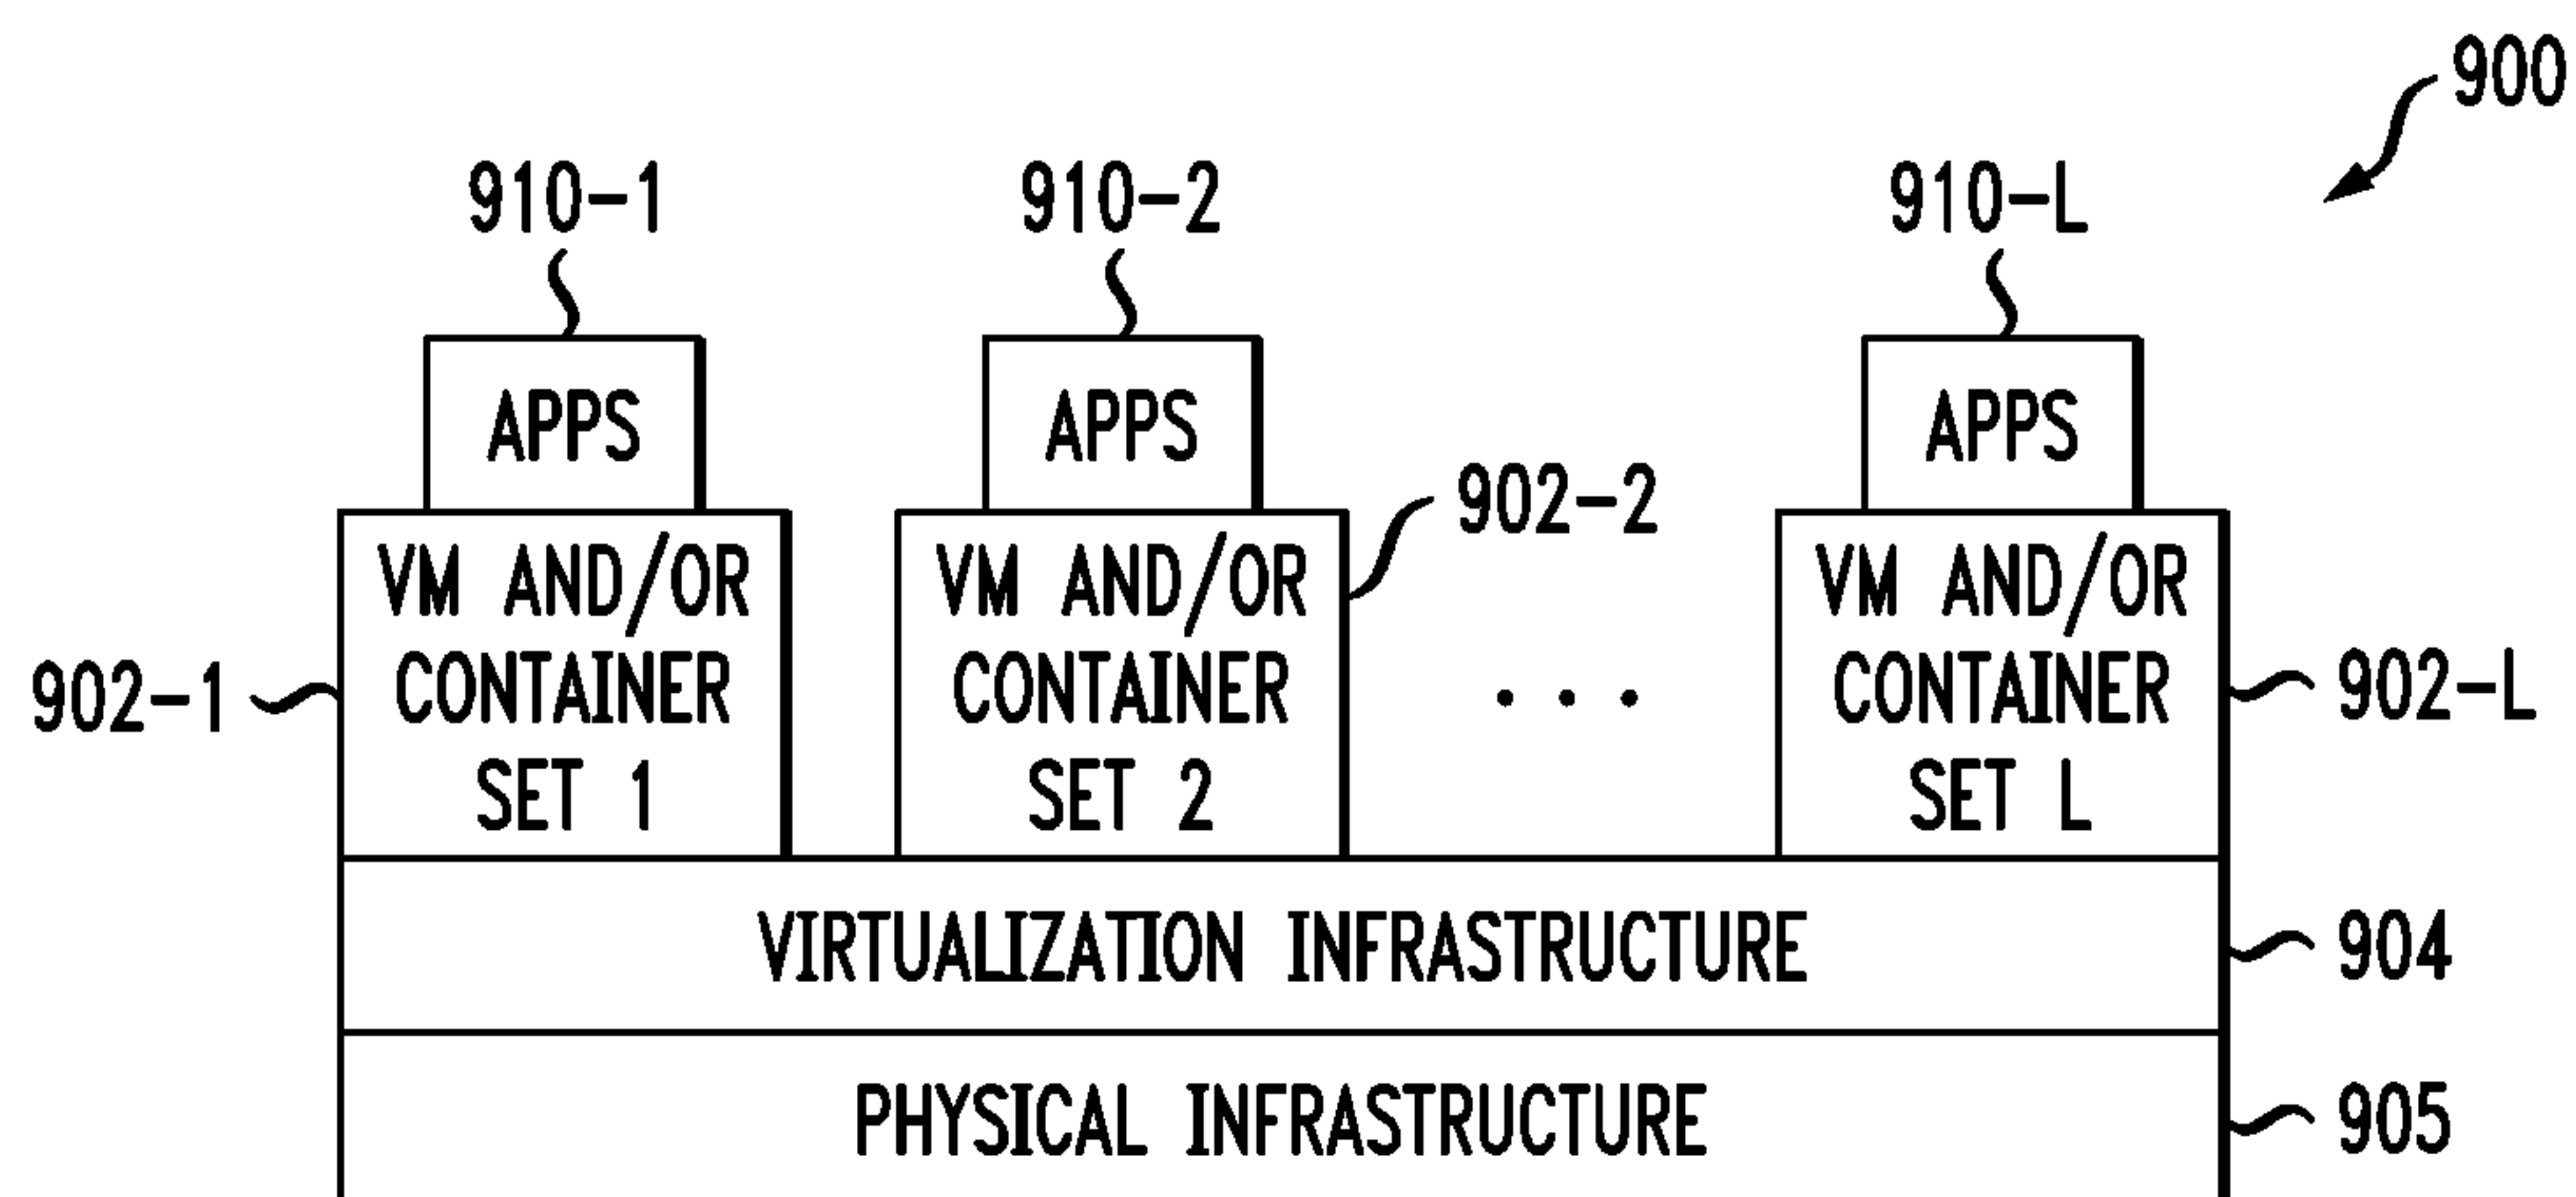 900
910-1
910-2
910-L
APPS
APPS
APPS
902-2
VM AND/OR
CONTAINER
SET 1
VM AND/OR
CONTAINER
SET 2
. . .
VM AND/OR
CONTAINER
SET L
902-1
902-L
VIRTUALIZATION INFRASTRUCTURE
904
PHYSICAL INFRASTRUCTURE
905